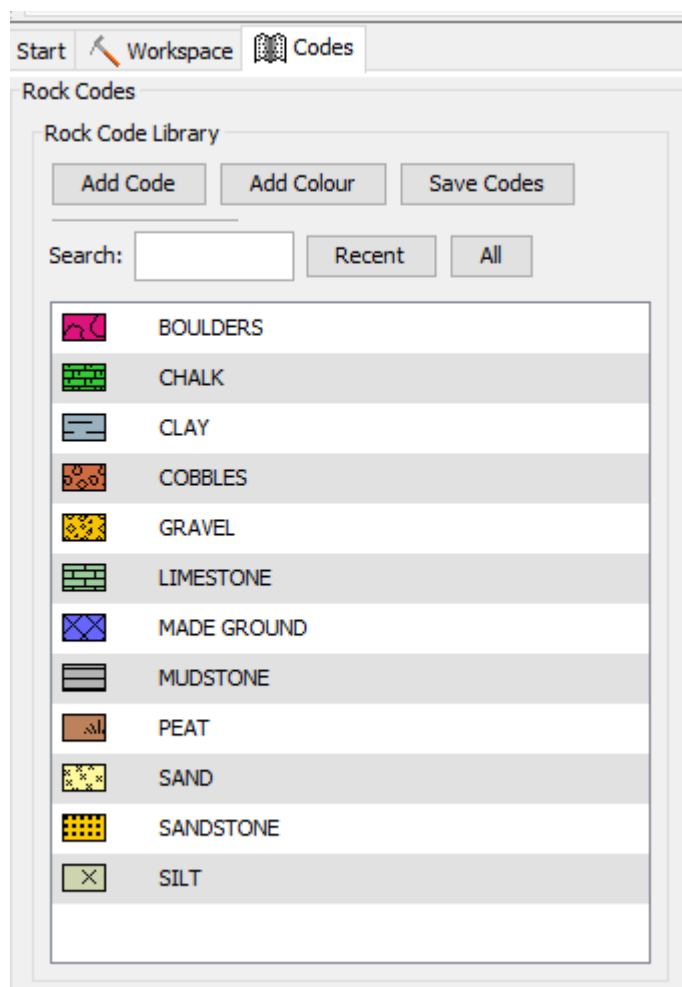 Start Workspace Codes
Rock Codes
Rock Code Library
Add Code Add Colour Save Codes
Search: Recent All
BOULDERS
CHALK
CLAY
COBBLES
GRAVEL
LIMESTONE
MADE GROUND
MUDSTONE
PEAT
SAND
SANDSTONE
SILT